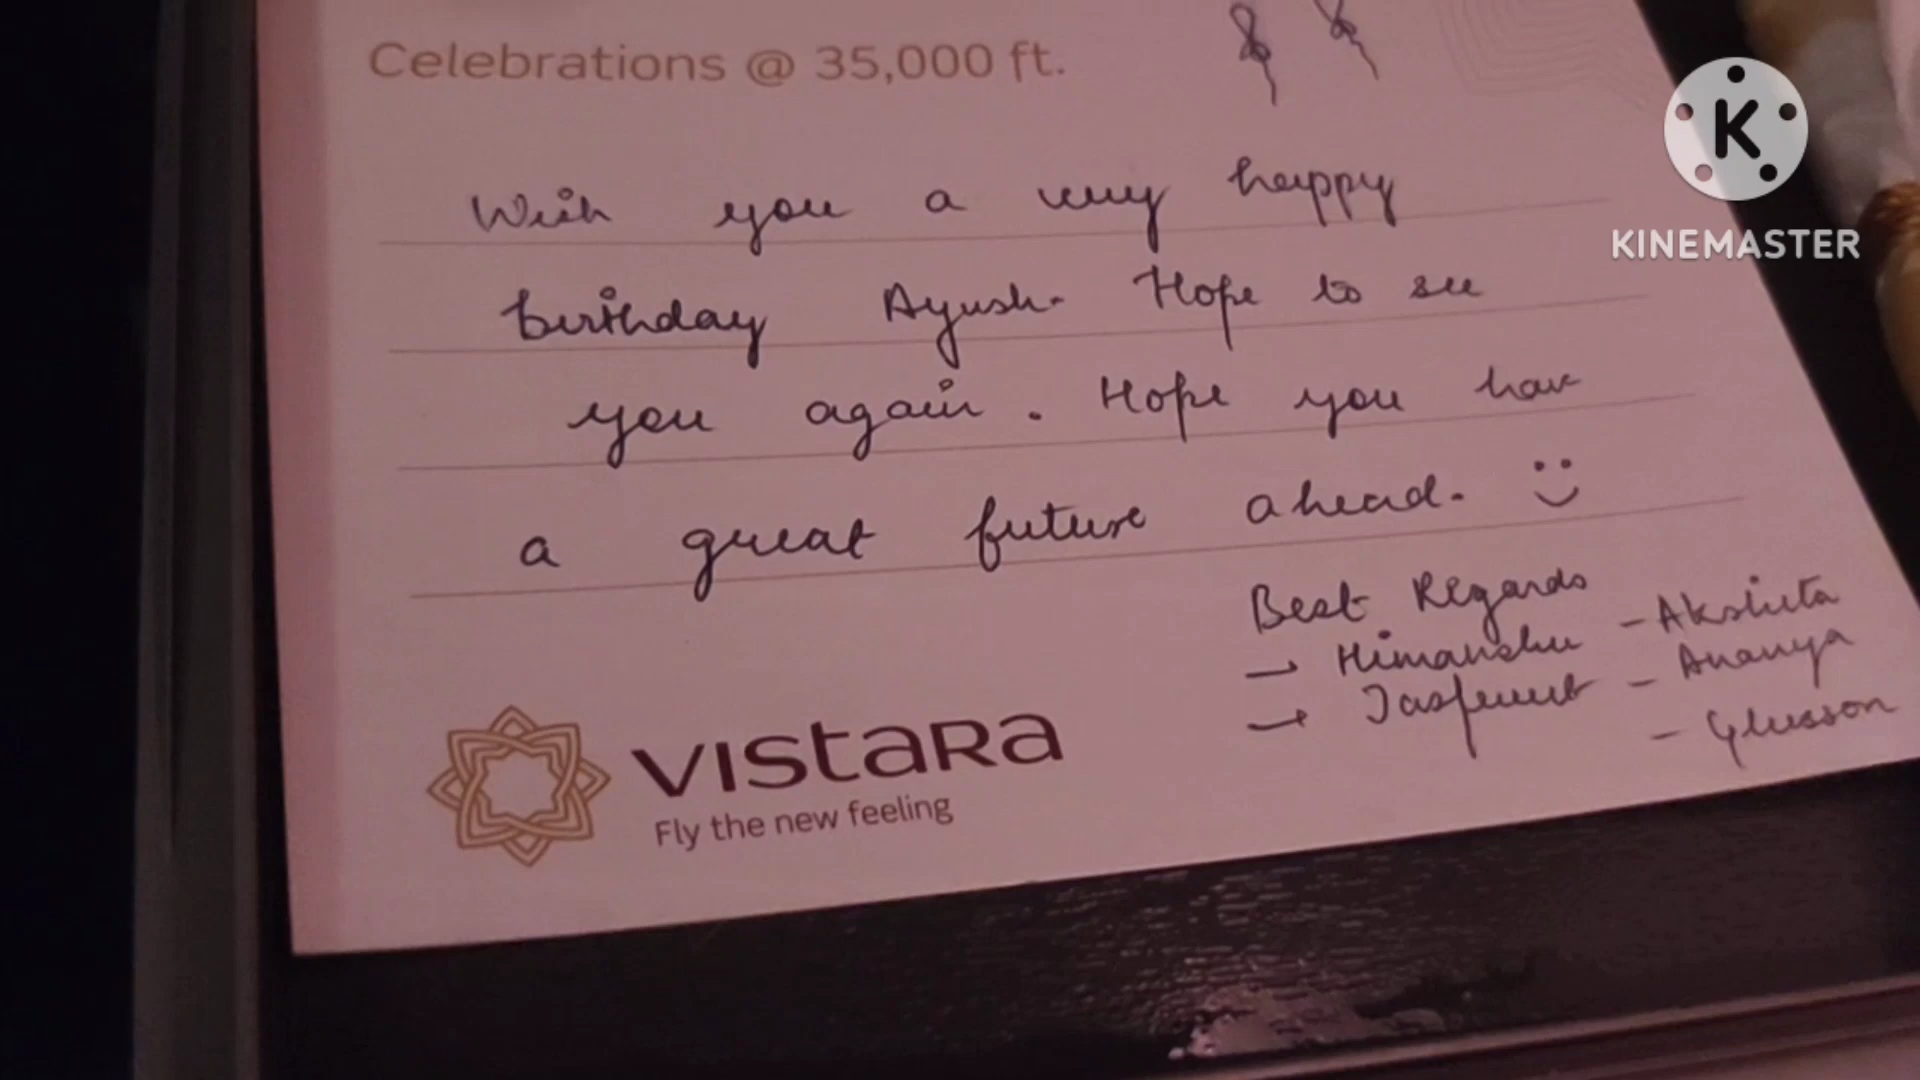 Celebrations @ 35,000 ft.
Wish you a very happy
birthday Ayush. Hope to see
you again. Hope you have
a great future ahead. :)
Best Regards
→ Himanshu - Akshita
→ - Ananya
-
VISTARA
Fly the new feeling
K
KINEMASTER